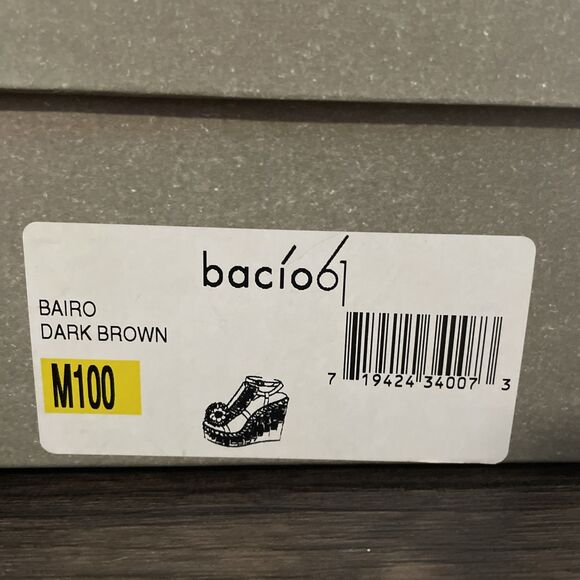 bacio61
BAIRO
DARK BROWN
M100
7 19424 34007 3